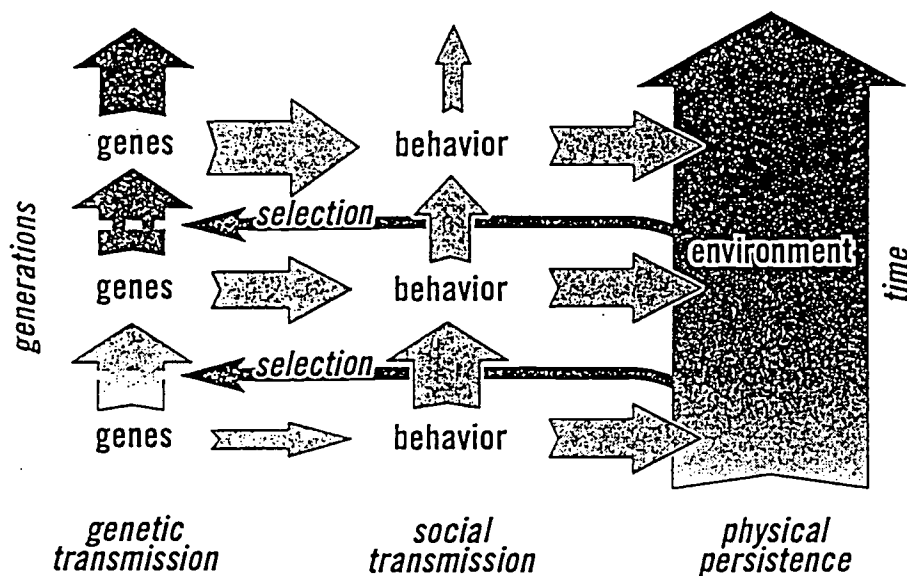 genes
behavior
selection
generations
environment
genes
behavior
time
selection
genes
behavior
genetic
transmission
social
transmission
physical
persistence